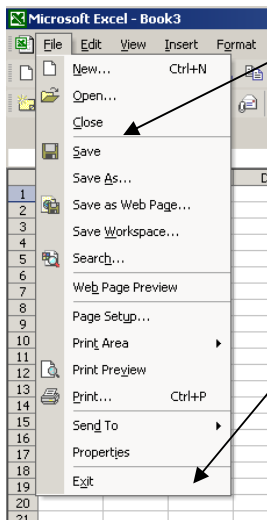 Microsoft Excel - Book3
File Edit View Insert Format
New... Ctrl+N
Open...
Close
Save
Save As...
Save as Web Page...
Save Workspace...
Search...
Web Page Preview
Page Setup...
Print Area
Print Preview
Print... Ctrl+P
Send To
Properties
Exit
D
1
2
3
4
5
6
7
8
9
10
11
12
13
14
15
16
17
18
19
20
21